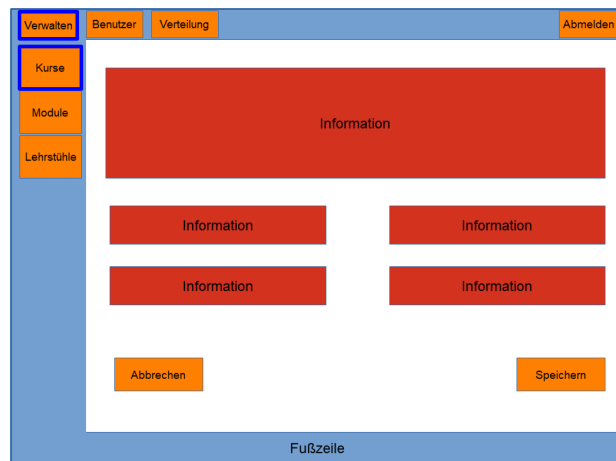 Verwalten
Benutzer
Verteilung
Abmelden
Kurse
Module
Lehrstühle
Information
Information
Information
Information
Information
Abbrechen
Speichern
Fußzeile